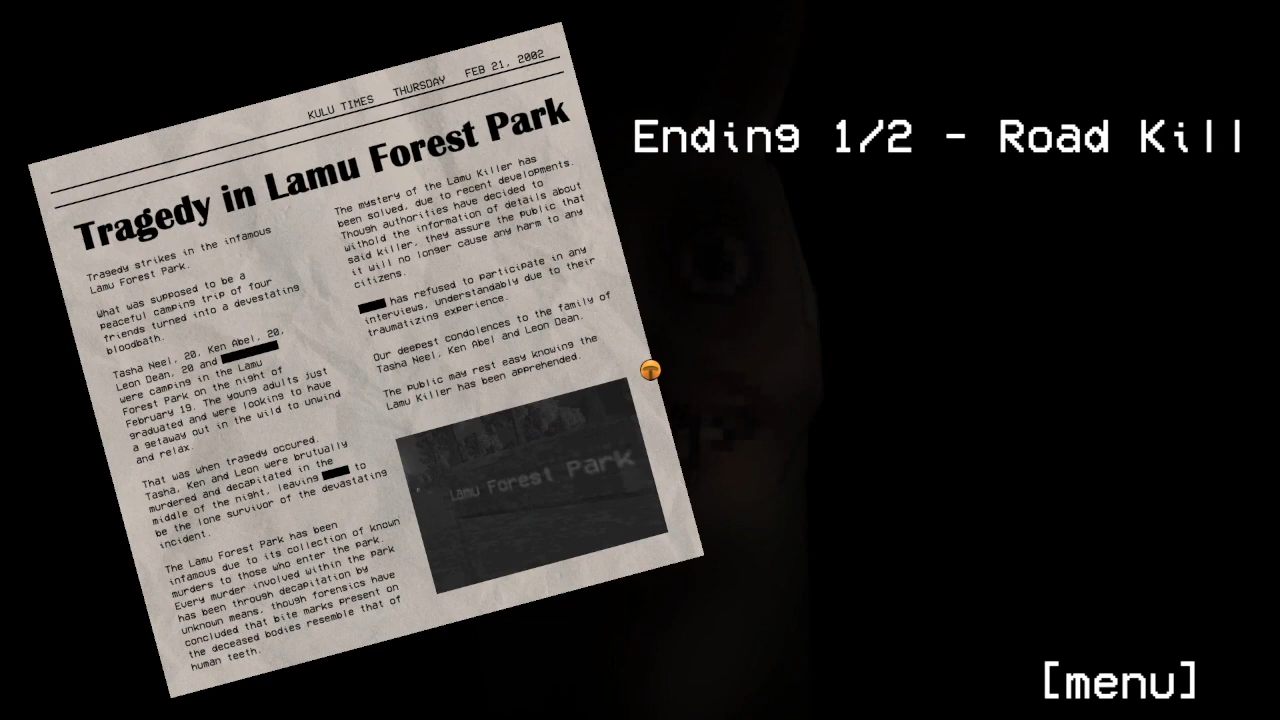 KULU TIMES THURSDAY FEB 21, 2002
Tragedy in Lamu Forest Park
Tragedy strikes in the infamous
Lamu Forest Park.
What was supposed to be a
peaceful camping trip of four
friends turned into a devastating
bloodbath.
Tasha Neel, 20, Ken Abel, 20,
Leon Dean, 20 and
were camping in the Lamu
Forest Park on the night of
February 19. The young adults just
graduated and were looking to have
a getaway out in the wild to unwind
and relax.
That was when tragedy occured.
Tasha, Ken and Leon were brutually
murdered and decapitated in the
middle of the night, leaving to
be the lone survivor of the devastating
incident.
The Lamu Forest Park has been
infamous due to its collection of known
murders to those who enter the park.
Every murder involved within the park
has been through decapitation by
unknown means, though forensics have
concluded that bite marks present on
the deceased bodies resemble that of
human teeth.
The mystery of the Lamu Killer has
been solved, due to recent developments.
Though authorities have decided to
withold the information of details about
said killer, they assure the public that
it will no longer cause any harm to any
citizens.
has refused to participate in any
interviews, understandably due to their
traumatizing experience.
Our deepest condolences to the family of
Tasha Neel, Ken Abel and Leon Dean.
The public may rest easy knowing the
Lamu Killer has been apprehended.
Lamu Forest Park
Ending 1/2 - Road Kill
[menu]